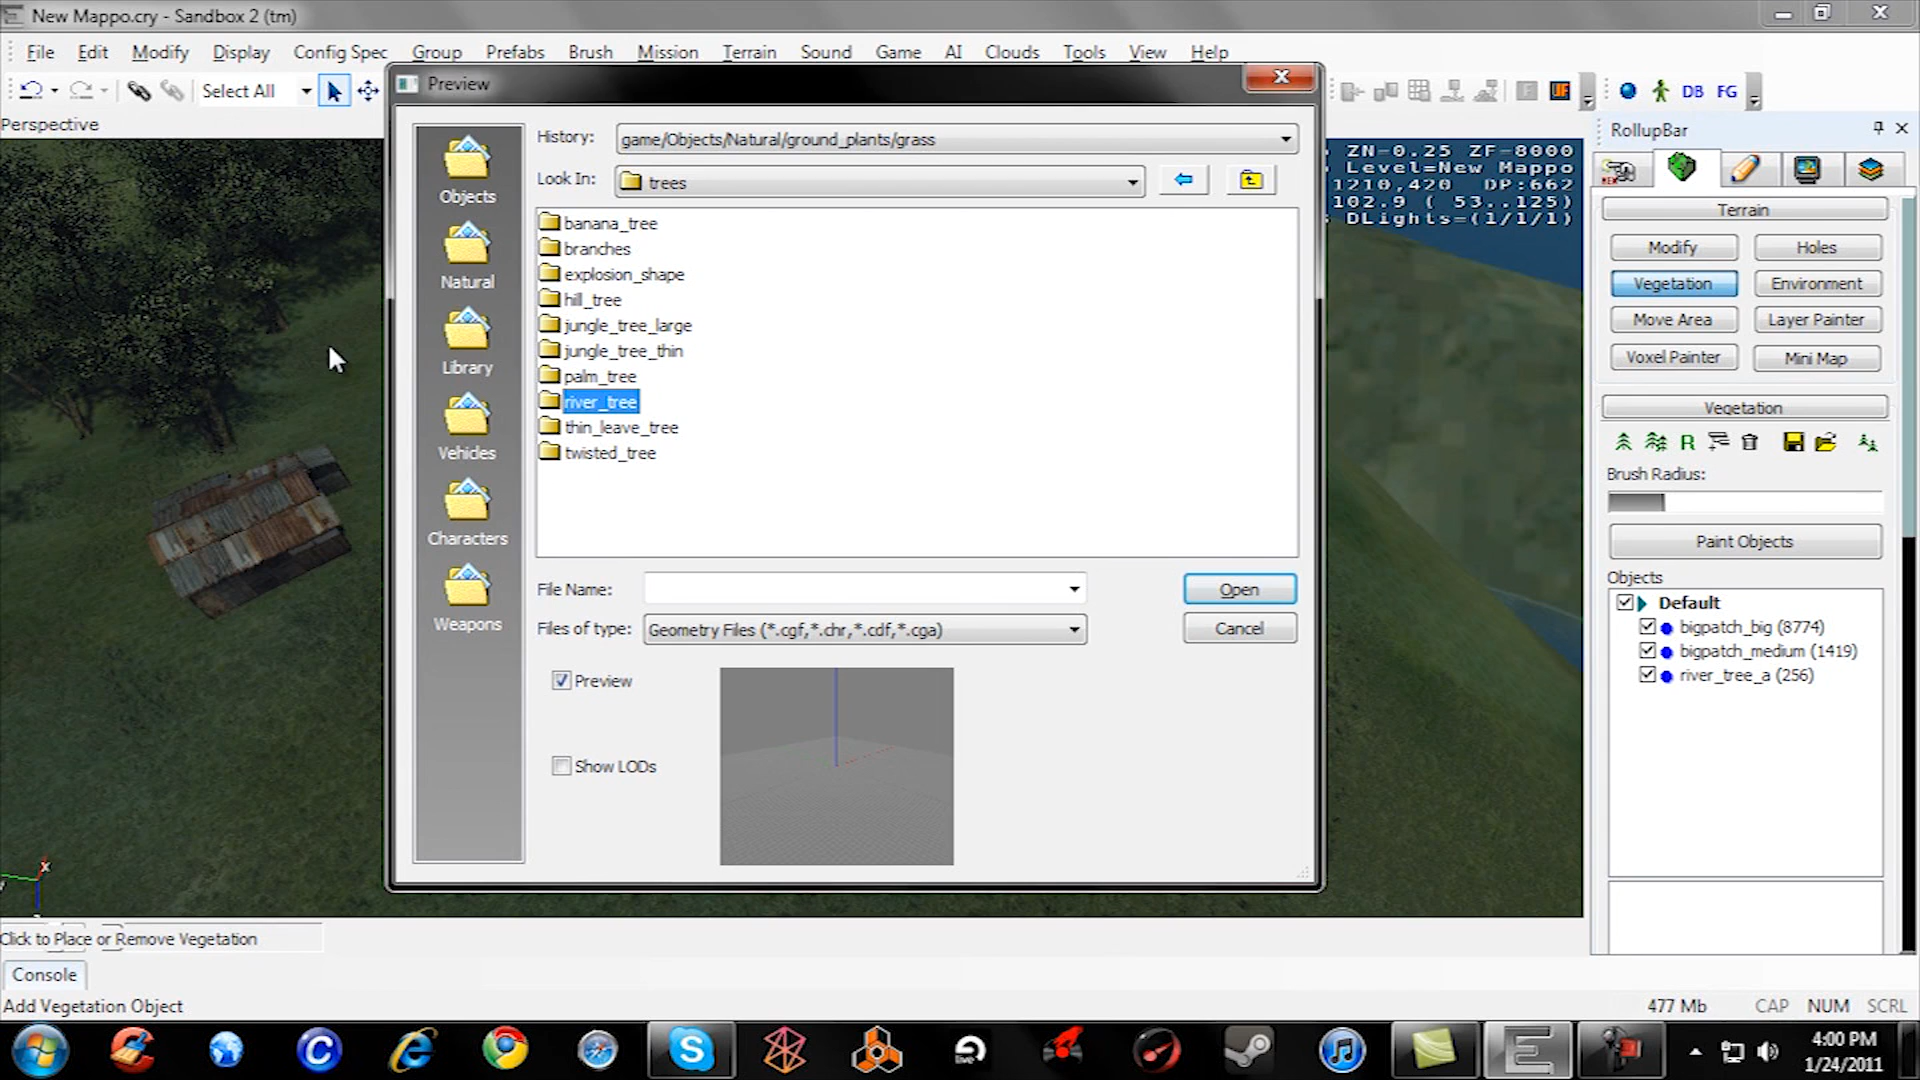 New Mappo.cry - Sandbox 2 (tm)
File Edit Modify Display Config Spec Group Prefabs Brush Mission Terrain Sound Game AI Clouds Tools View Help
Select All
DB FG
Perspective
Preview
Objects
Natural
Library
Vehicles
Characters
Weapons
History: game/Objects/Natural/ground_plants/grass
Look In: trees
banana_tree
branches
explosion_shape
hill_tree
jungle_tree_large
jungle_tree_thin
palm_tree
river_tree
thin_leave_tree
twisted_tree
File Name: Open
Files of type: Geometry Files (*.cgf,*.chr,*.cdf,*.cga) Cancel
Preview
Show LODs
ZN-0.25 ZF-8000
Level=New Mappo
1210,420 DP:662
102.9 ( 53..125)
DLights=(1/1/1)
RollupBar
NEW
Terrain
Modify Holes
Vegetation Environment
Move Area Layer Painter
Voxel Painter Mini Map
Vegetation
R
Brush Radius:
Paint Objects
Objects
Default
bigpatch_big (8774)
bigpatch_medium (1419)
river_tree_a (256)
x
Click to Place or Remove Vegetation
Console
Add Vegetation Object
477 Mb CAP NUM SCRL
live
4:00 PM
1/24/2011